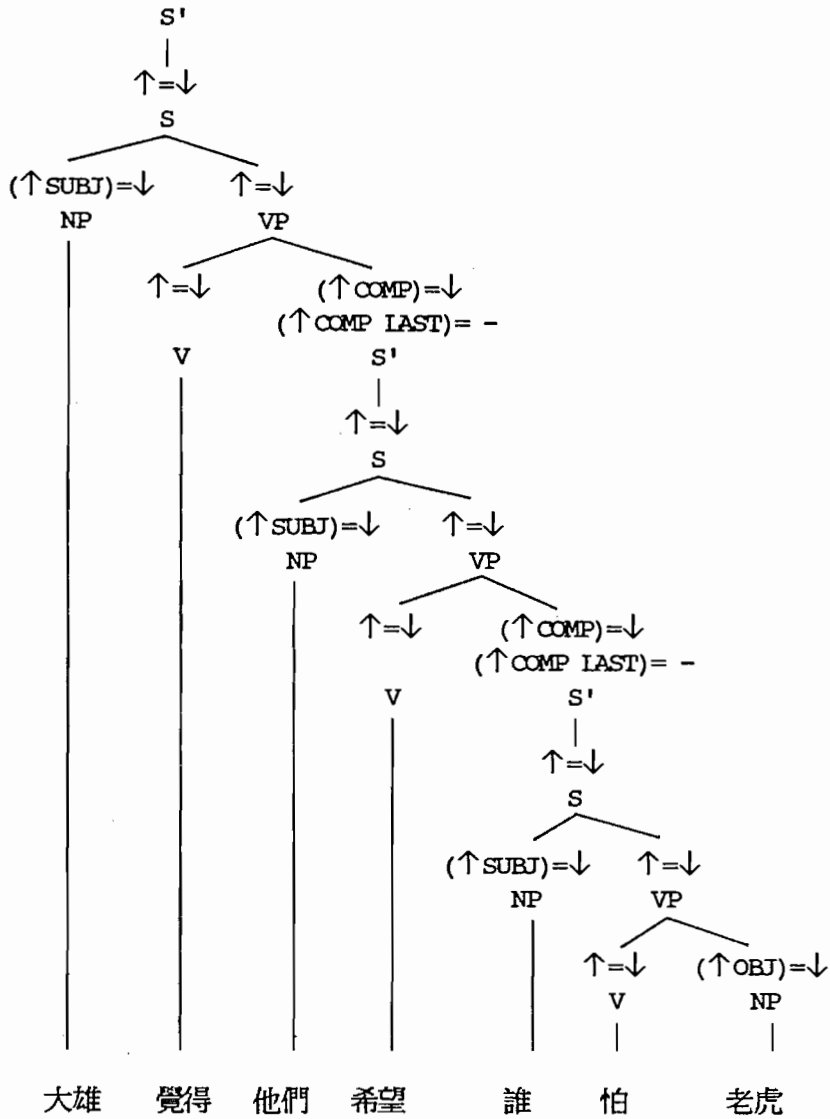 S'
↑=↓
S
(↑SUBJ)=↓ ↑=↓
NP VP
↑=↓ (↑COMP)=↓
(↑COMP LAST)= -
V S'
↑=↓
S
(↑SUBJ)=↓ ↑=↓
NP VP
↑=↓ (↑COMP)=↓
(↑COMP LAST)= -
V S'
↑=↓
S
(↑SUBJ)=↓ ↑=↓
NP VP
↑=↓ (↑OBJ)=↓
V NP
大雄 覺得 他們 希望 誰 怕 老虎